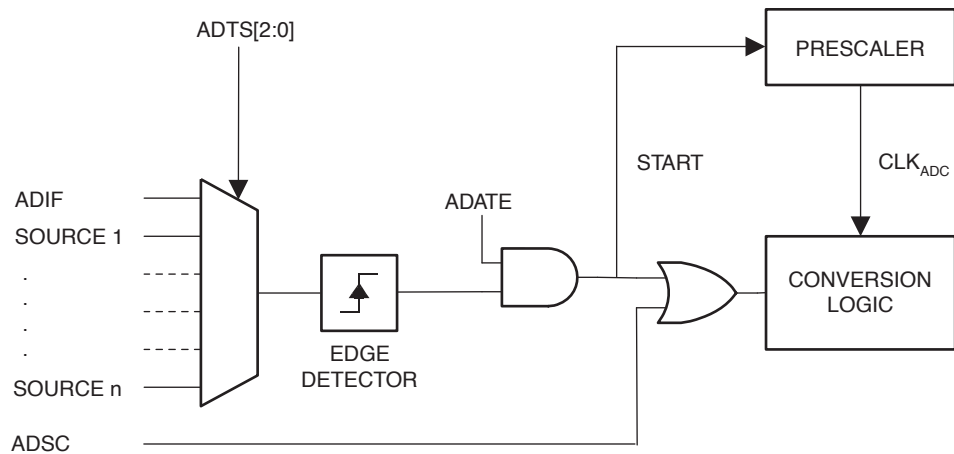 ADTS[2:0]
PRESCALER
START
CLKADC
ADIF
ADATE
SOURCE 1
.
.
.
.
CONVERSION
LOGIC
EDGE
DETECTOR
SOURCE n
ADSC